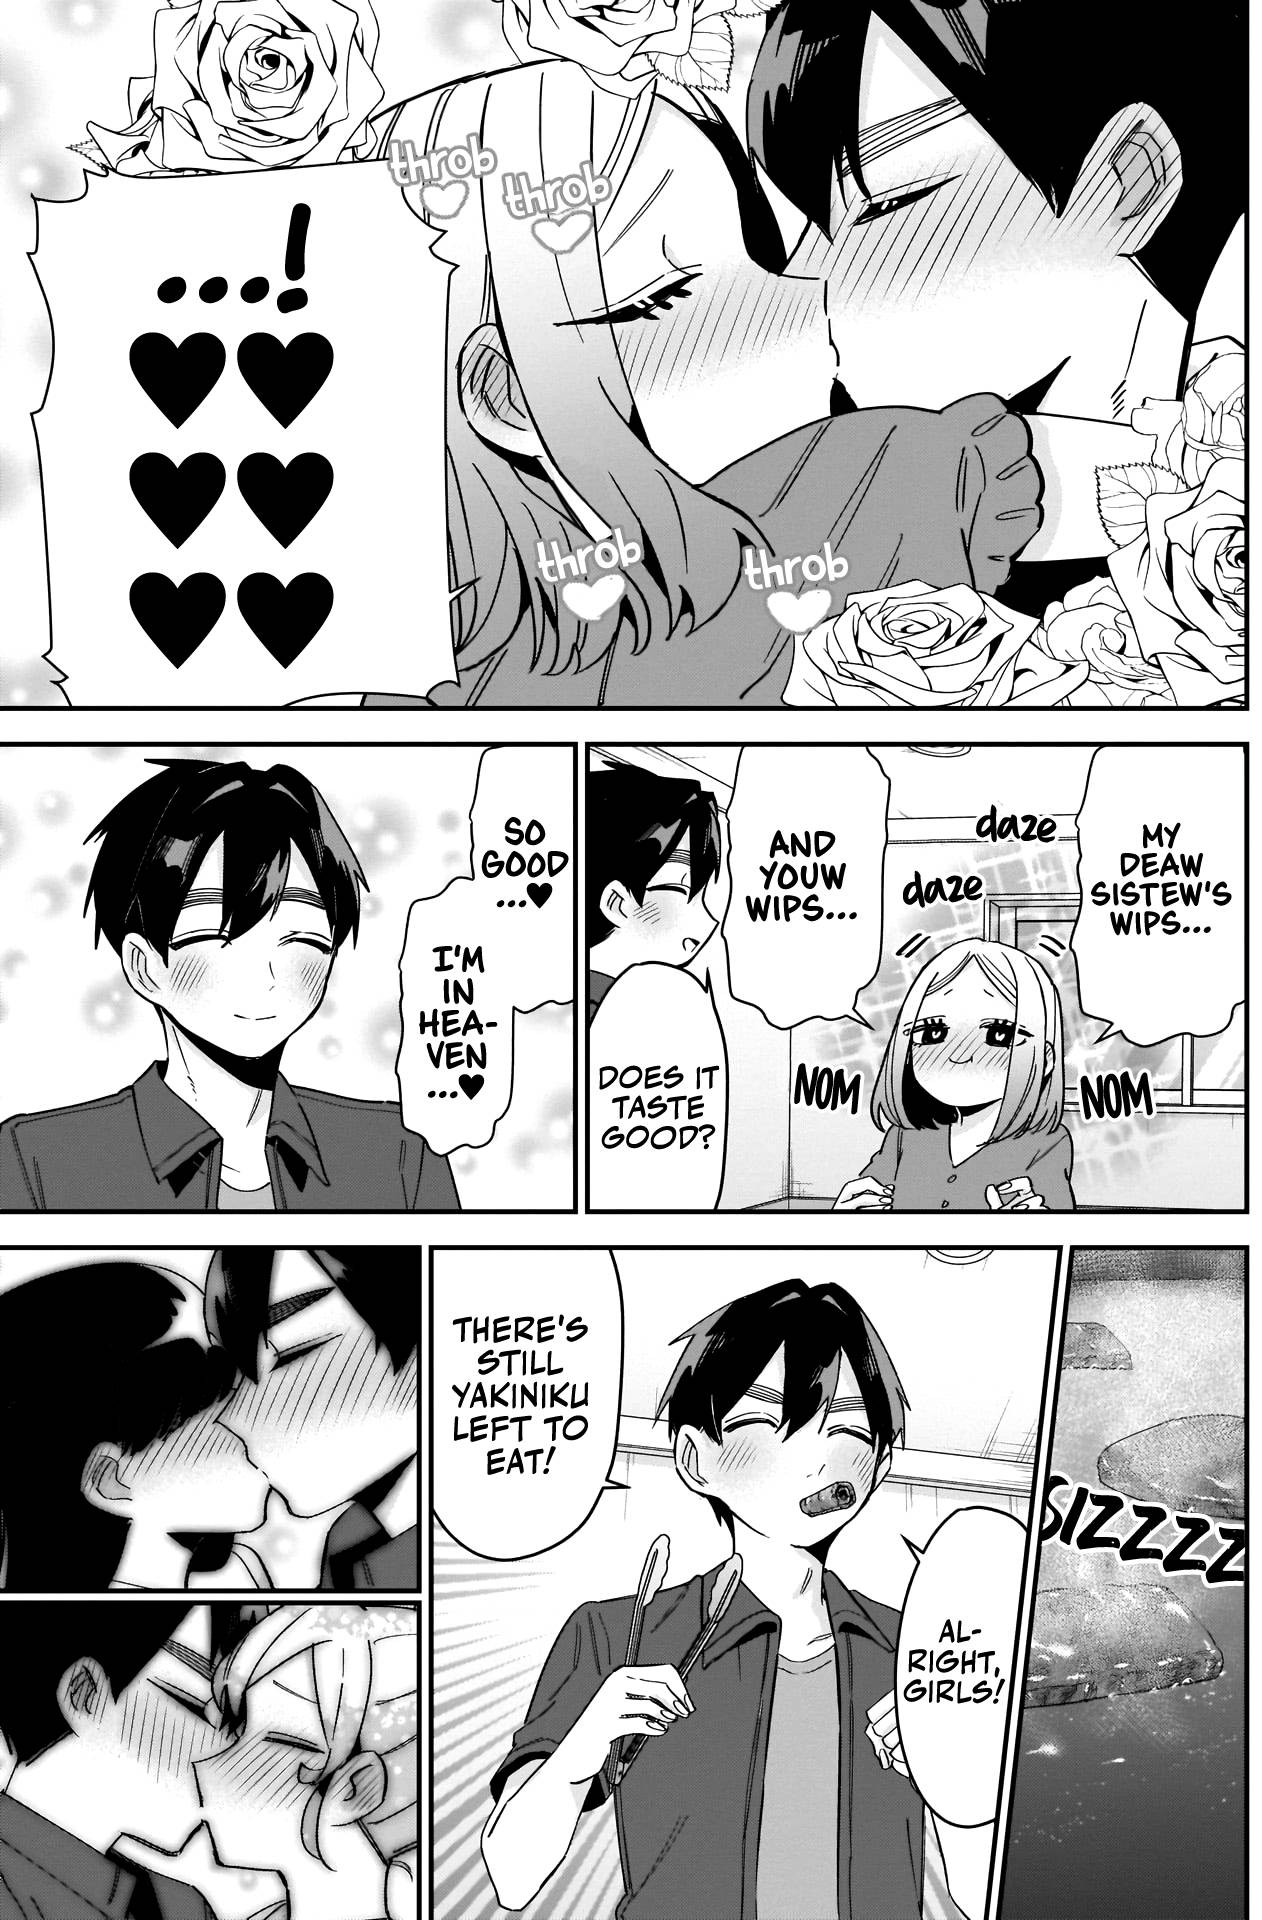 throb
throb
...!
♥♥
♥♥
♥♥
throb
throb
MY
DEAW
SISTEW'S
WIPS...
daze
daze
AND
YOUW
WIPS...
NOM
NOM
DOES IT
TASTE
GOOD?
SO
GOOD
...♥
I'M
IN
HEA-
VEN
...♥
SIZZZZ
AL-
RIGHT,
GIRLS!
THERE'S
STILL
YAKINIKU
LEFT TO
EAT!